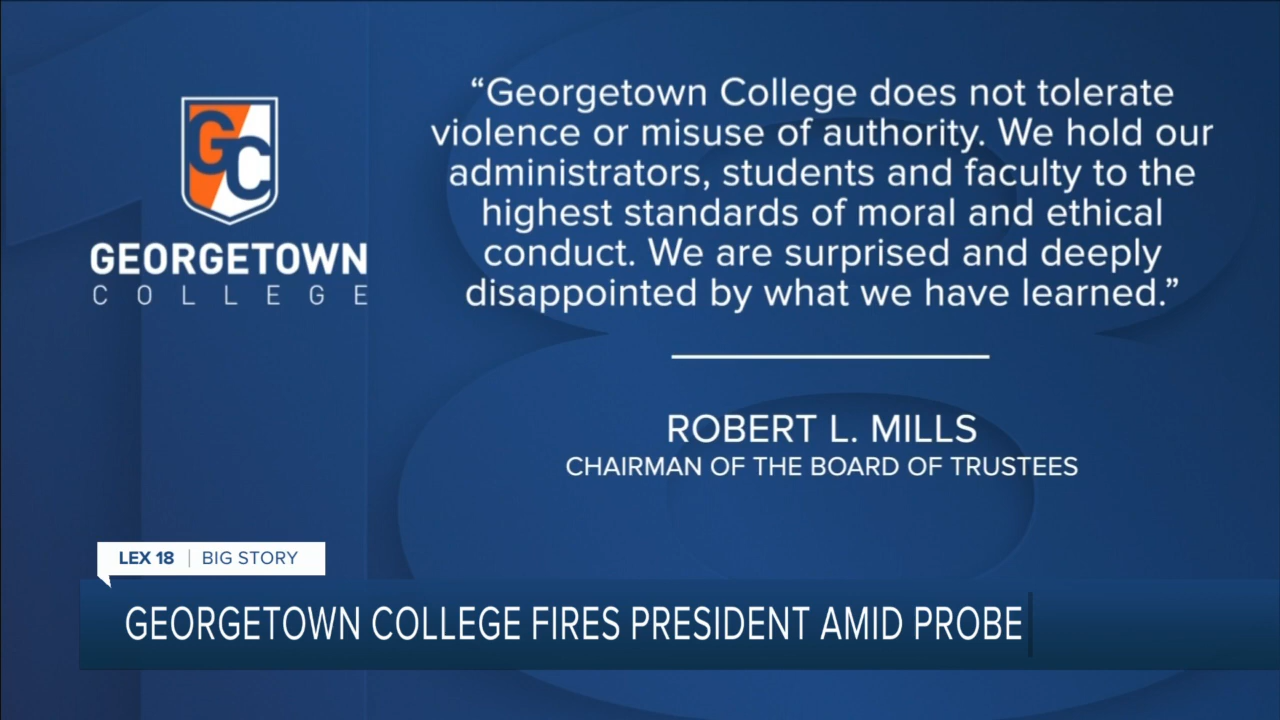 GC
GEORGETOWN
COLLEGE
“Georgetown College does not tolerate
violence or misuse of authority. We hold our
administrators, students and faculty to the
highest standards of moral and ethical
conduct. We are surprised and deeply
disappointed by what we have learned.”
ROBERT L. MILLS
CHAIRMAN OF THE BOARD OF TRUSTEES
LEX 18 | BIG STORY
GEORGETOWN COLLEGE FIRES PRESIDENT AMID PROBE